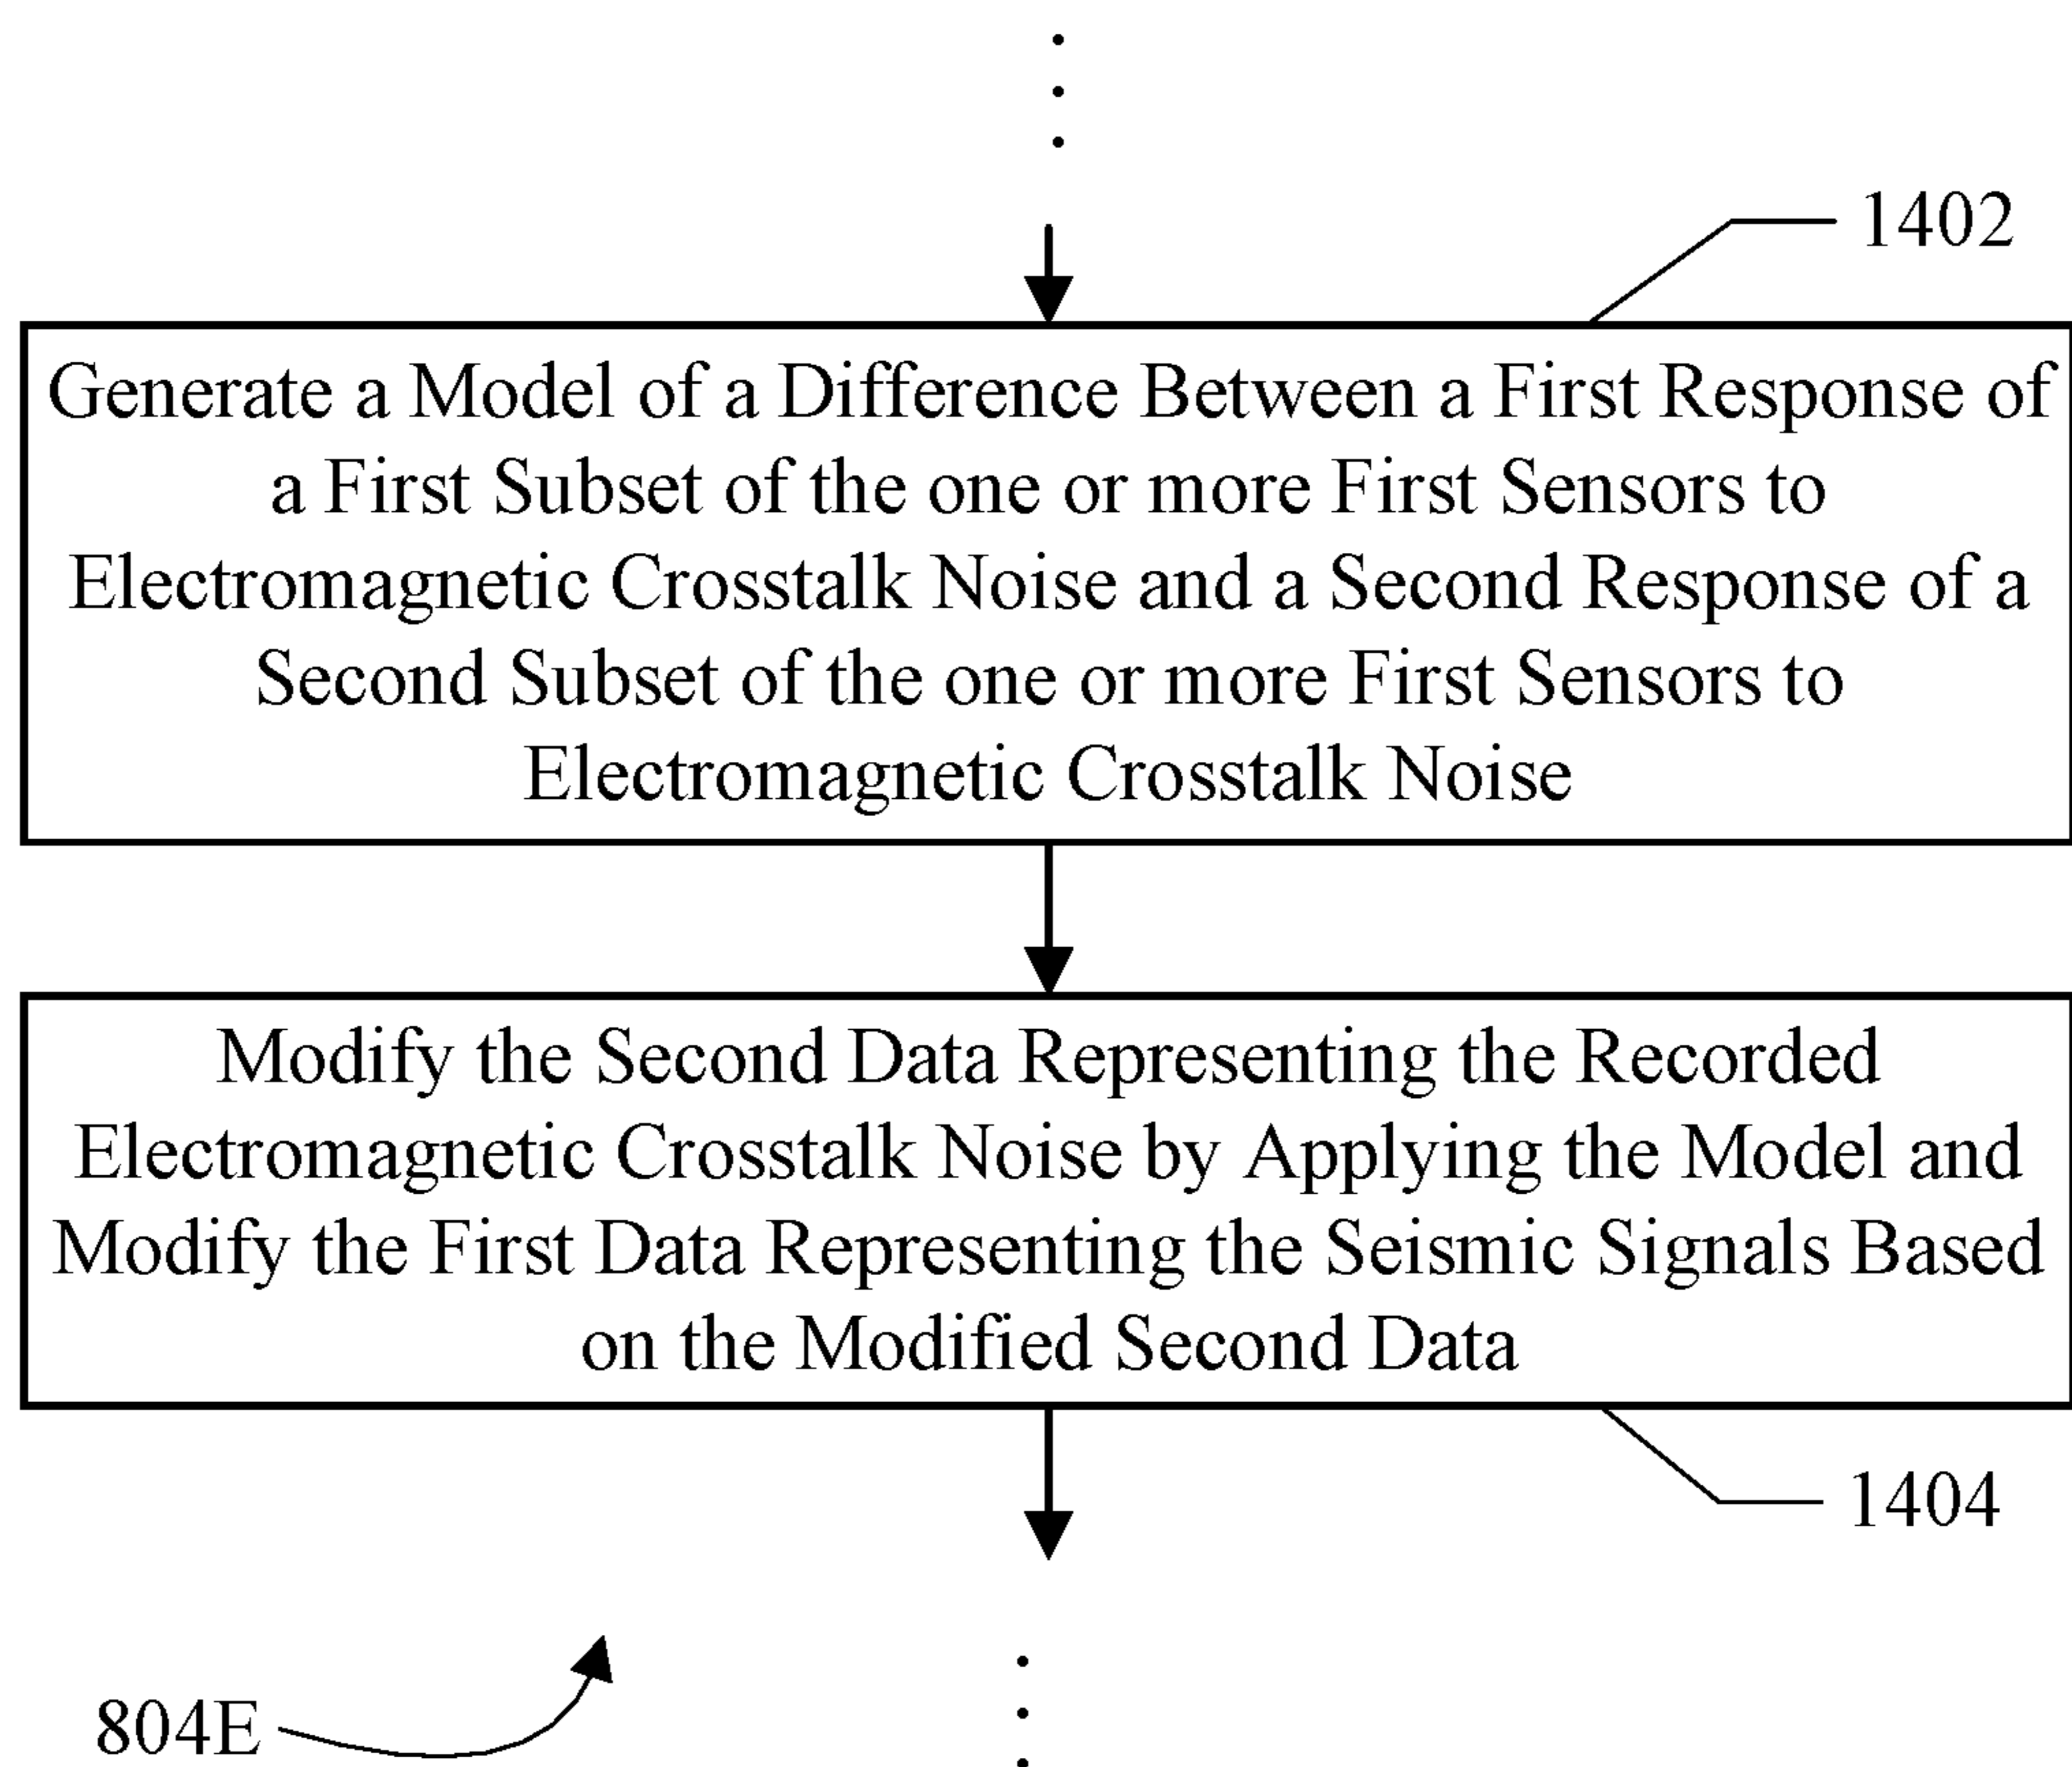 1402
Generate a Model of a Difference Between a First Response of
a First Subset of the one or more First Sensors to
Electromagnetic Crosstalk Noise and a Second Response of a
Second Subset of the one or more First Sensors to
Electromagnetic Crosstalk Noise
Modify the Second Data Representing the Recorded
Electromagnetic Crosstalk Noise by Applying the Model and
Modify the First Data Representing the Seismic Signals Based
on the Modified Second Data
1404
804E